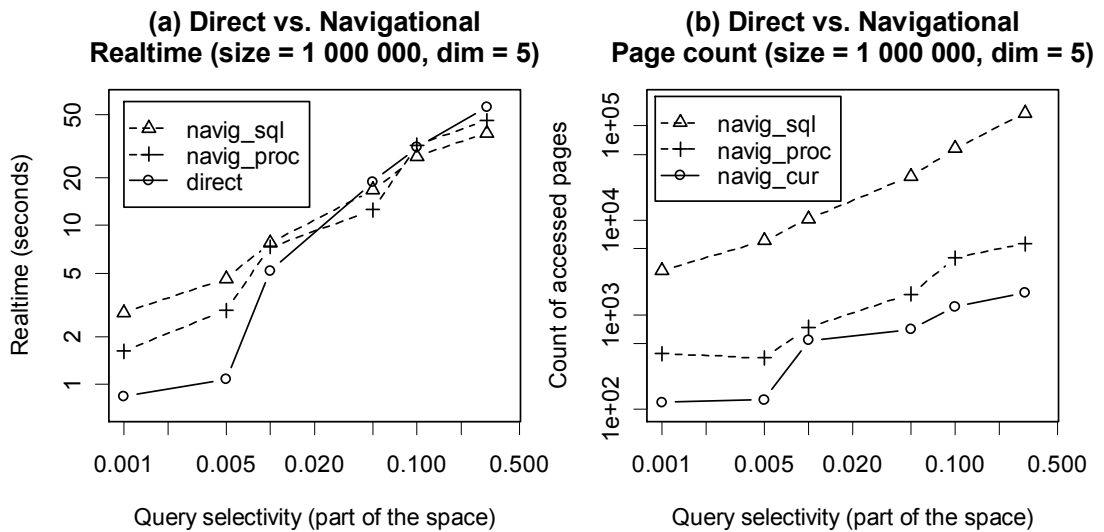 (a) Direct vs. Navigational
Realtime (size = 1 000 000, dim = 5)
Realtime (seconds)
50
20
10
5
2
1
navig_sql
navig_proc
direct
0.001 0.005 0.020 0.100 0.500
Query selectivity (part of the space)
(b) Direct vs. Navigational
Page count (size = 1 000 000, dim = 5)
Count of accessed pages
1e+05
1e+04
1e+03
1e+02
navig_sql
navig_proc
navig_cur
0.001 0.005 0.020 0.100 0.500
Query selectivity (part of the space)